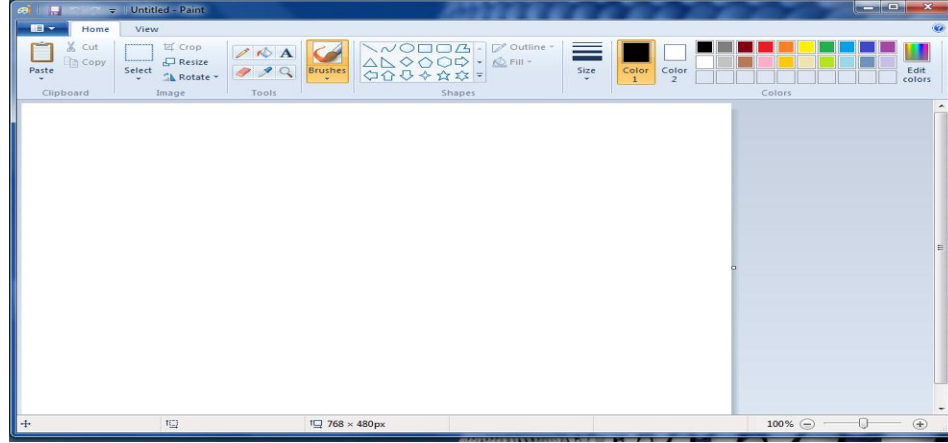 Untitled - Paint
Home View
Cut
Copy
Paste
Clipboard
Crop
Resize
Rotate
Select
Image
A
Tools
Brushes
Outline
Fill
Shapes
Size
Color 1
Color 2
Edit colors
Colors
768 × 480px
100%